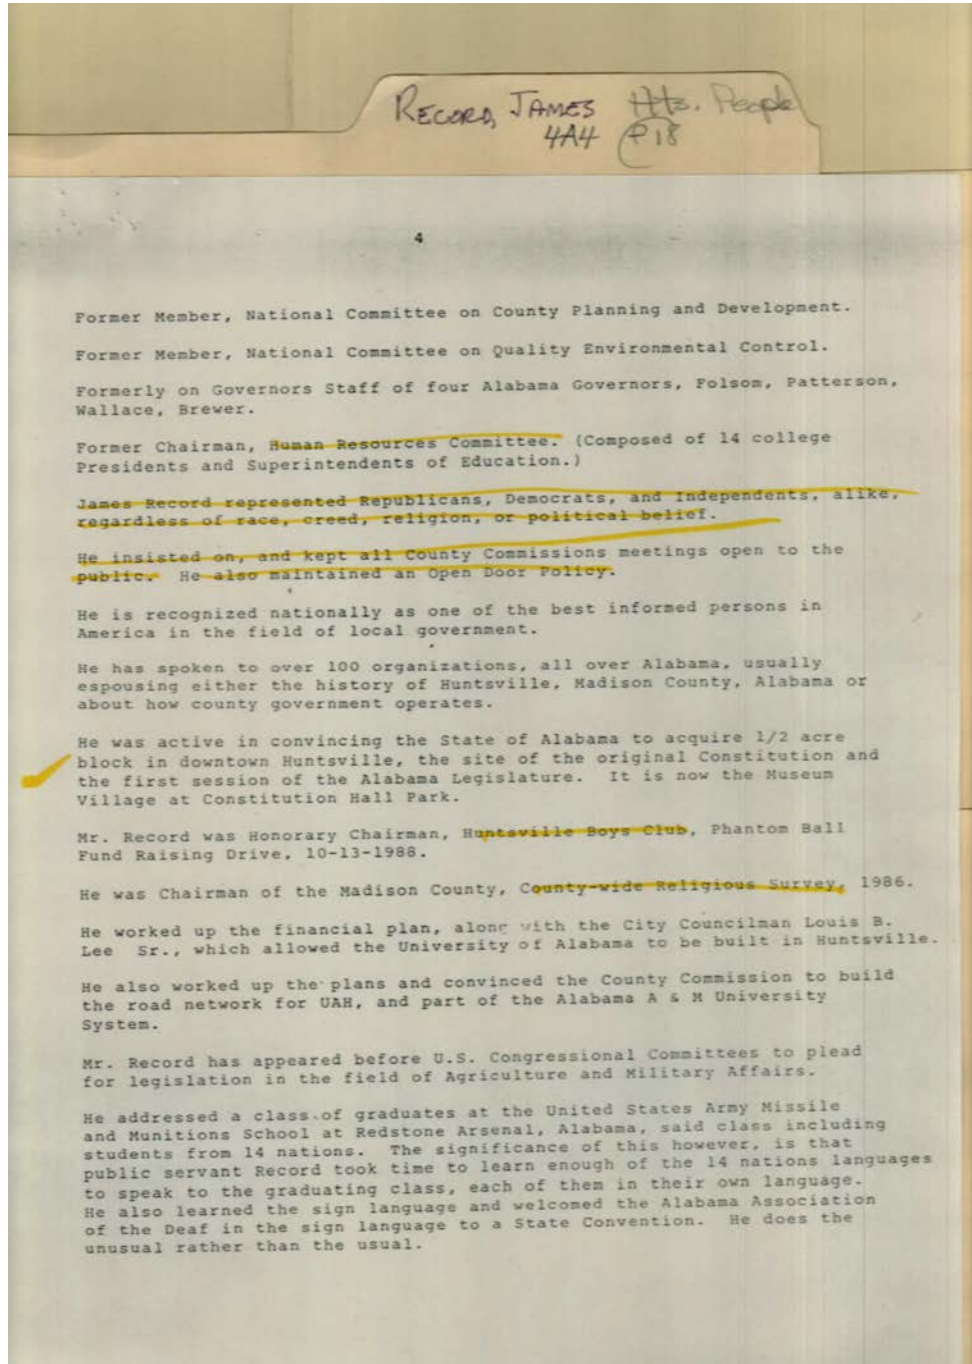 RECORD, JAMES Hts. People
4A4 P18
4
Former Member, National Committee on County Planning and Development.
Former Member, National Committee on Quality Environmental Control.
Formerly on Governors Staff of four Alabama Governors, Folsom, Patterson,
Wallace, Brewer.
Former Chairman, Human Resources Committee. (Composed of 14 college
Presidents and Superintendents of Education.)
James Record represented Republicans, Democrats, and Independents, alike,
regardless of race, creed, religion, or political belief.
He insisted on, and kept all County Commissions meetings open to the
public. He also maintained an Open Door Policy.
He is recognized nationally as one of the best informed persons in
America in the field of local government.
He has spoken to over 100 organizations, all over Alabama, usually
espousing either the history of Huntsville, Madison County, Alabama or
about how county government operates.
He was active in convincing the State of Alabama to acquire 1/2 acre
block in downtown Huntsville, the site of the original Constitution and
the first session of the Alabama Legislature. It is now the Museum
Village at Constitution Hall Park.
Mr. Record was Honorary Chairman, Huntsville Boys Club, Phantom Ball
Fund Raising Drive, 10-13-1988.
He was Chairman of the Madison County, County-wide Religious Survey, 1986.
He worked up the financial plan, along with the City Councilman Louis B.
Lee Sr., which allowed the University of Alabama to be built in Huntsville.
He also worked up the plans and convinced the County Commission to build
the road network for UAH, and part of the Alabama A & M University
System.
Mr. Record has appeared before U.S. Congressional Committees to plead
for legislation in the field of Agriculture and Military Affairs.
He addressed a class of graduates at the United States Army Missile
and Munitions School at Redstone Arsenal, Alabama, said class including
students from 14 nations. The significance of this however, is that
public servant Record took time to learn enough of the 14 nations languages
to speak to the graduating class, each of them in their own language.
He also learned the sign language and welcomed the Alabama Association
of the Deaf in the sign language to a State Convention. He does the
unusual rather than the usual.